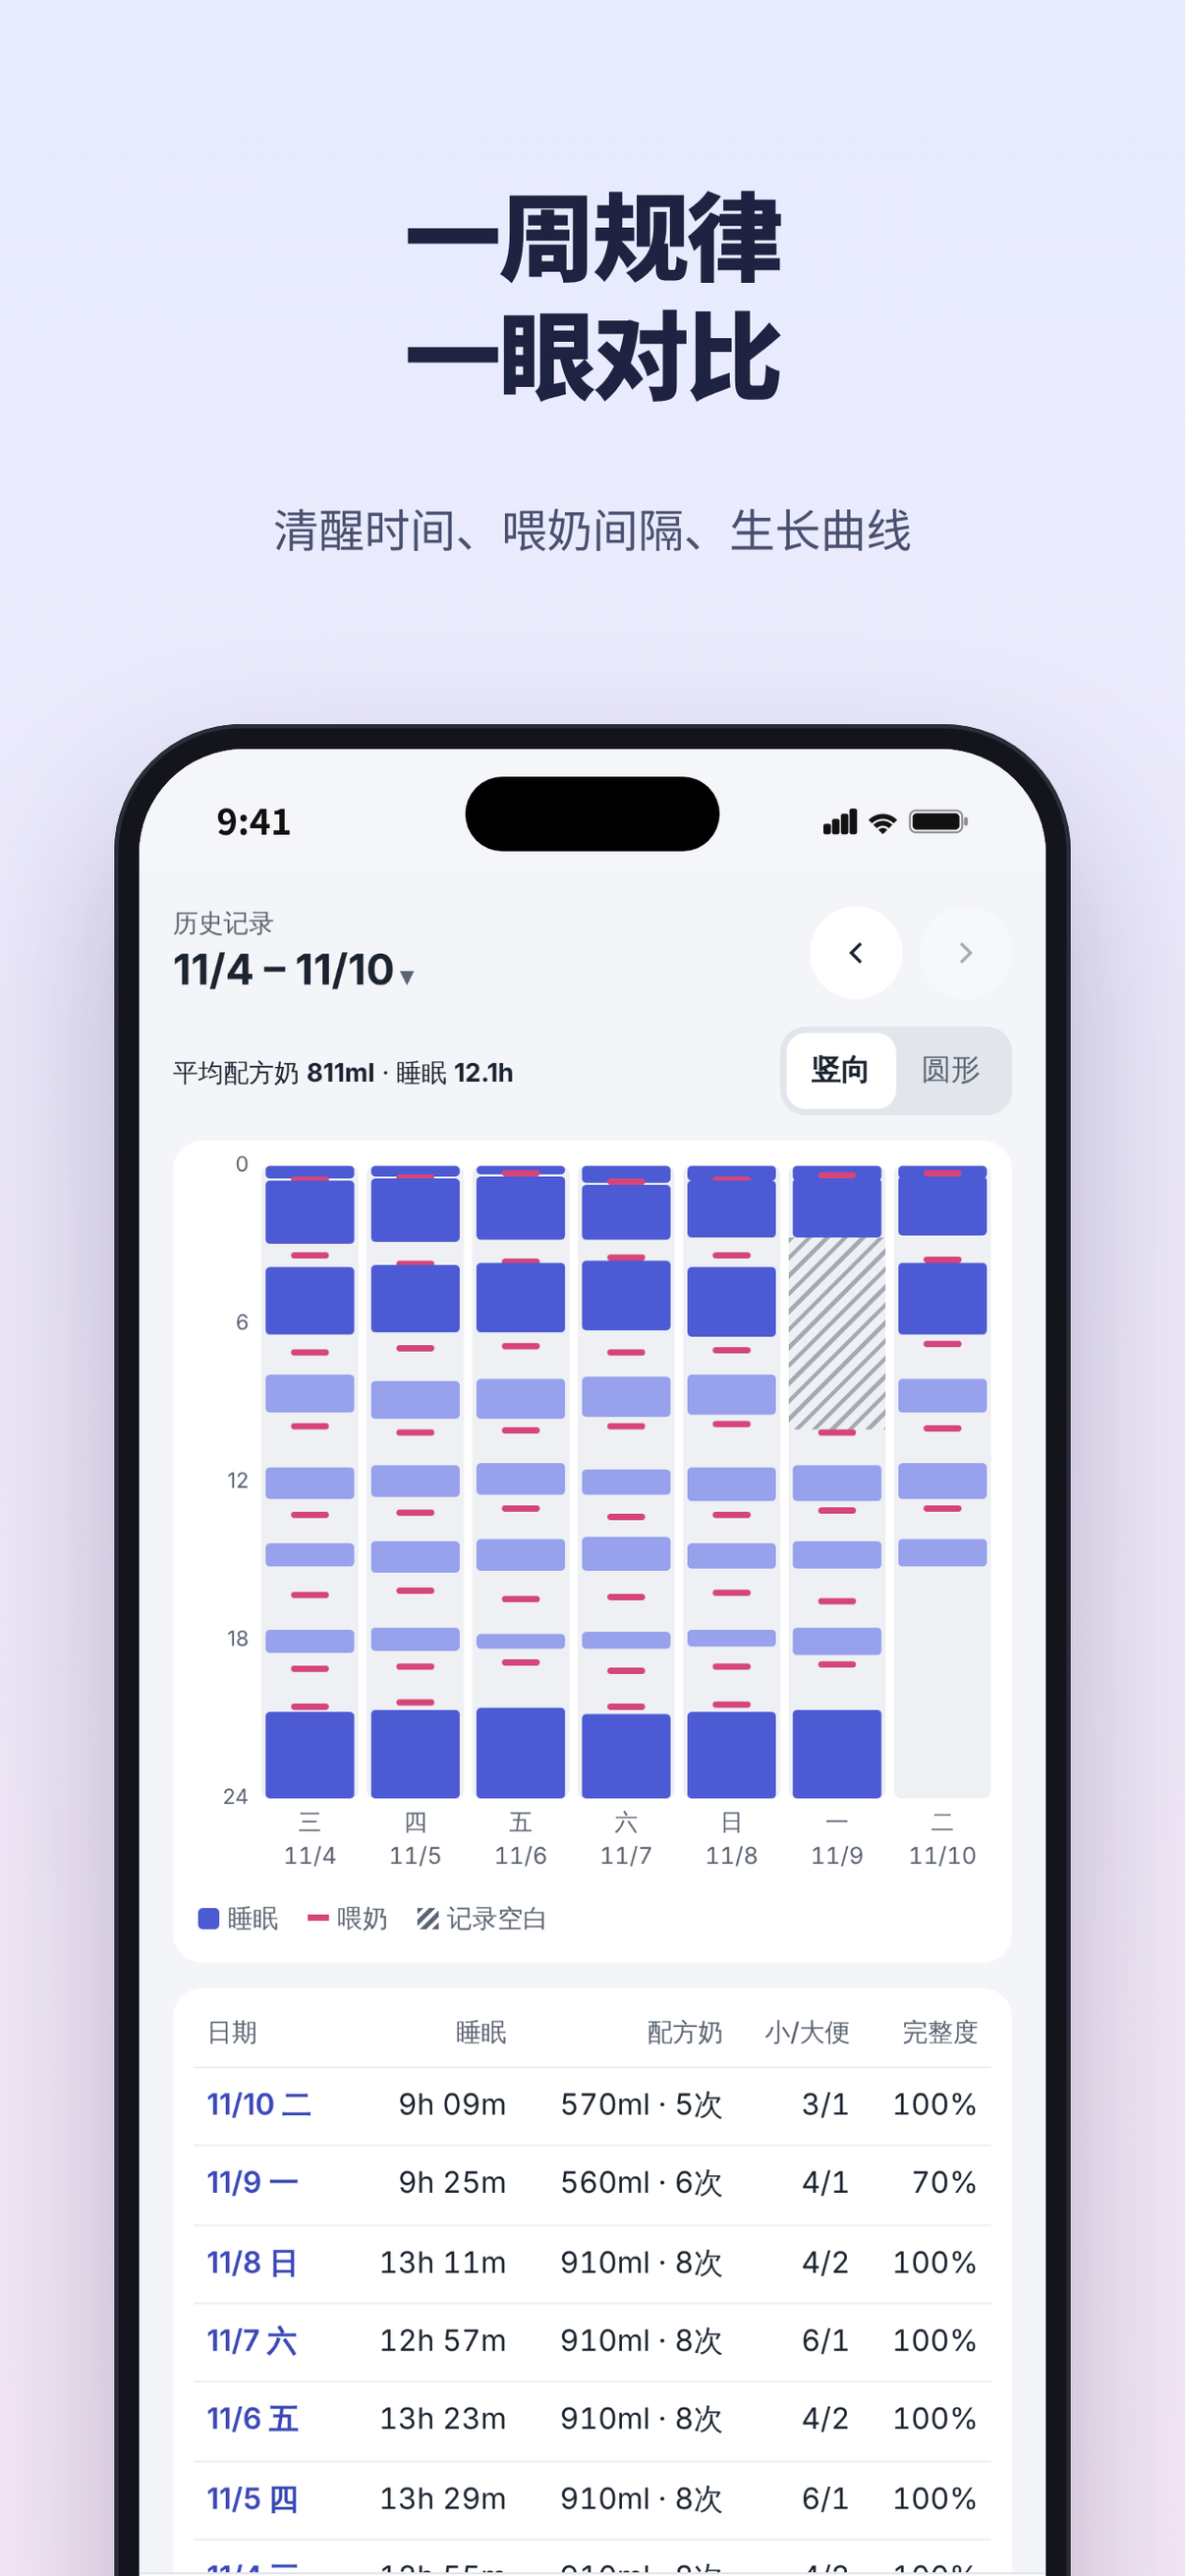 一周规律
一眼对比
清醒时间、喂奶间隔、生长曲线
9:41
历史记录
11/4 – 11/10 ▾
平均配方奶 811ml · 睡眠 12.1h
竖向 圆形
0
6
12
18
24
三 四 五 六 日 一 二
11/4 11/5 11/6 11/7 11/8 11/9 11/10
睡眠 喂奶 记录空白
日期 睡眠 配方奶 小/大便 完整度
11/10 二 9h 09m 570ml · 5次 3/1 100%
11/9 一 9h 25m 560ml · 6次 4/1 70%
11/8 日 13h 11m 910ml · 8次 4/2 100%
11/7 六 12h 57m 910ml · 8次 6/1 100%
11/6 五 13h 23m 910ml · 8次 4/2 100%
11/5 四 13h 29m 910ml · 8次 6/1 100%